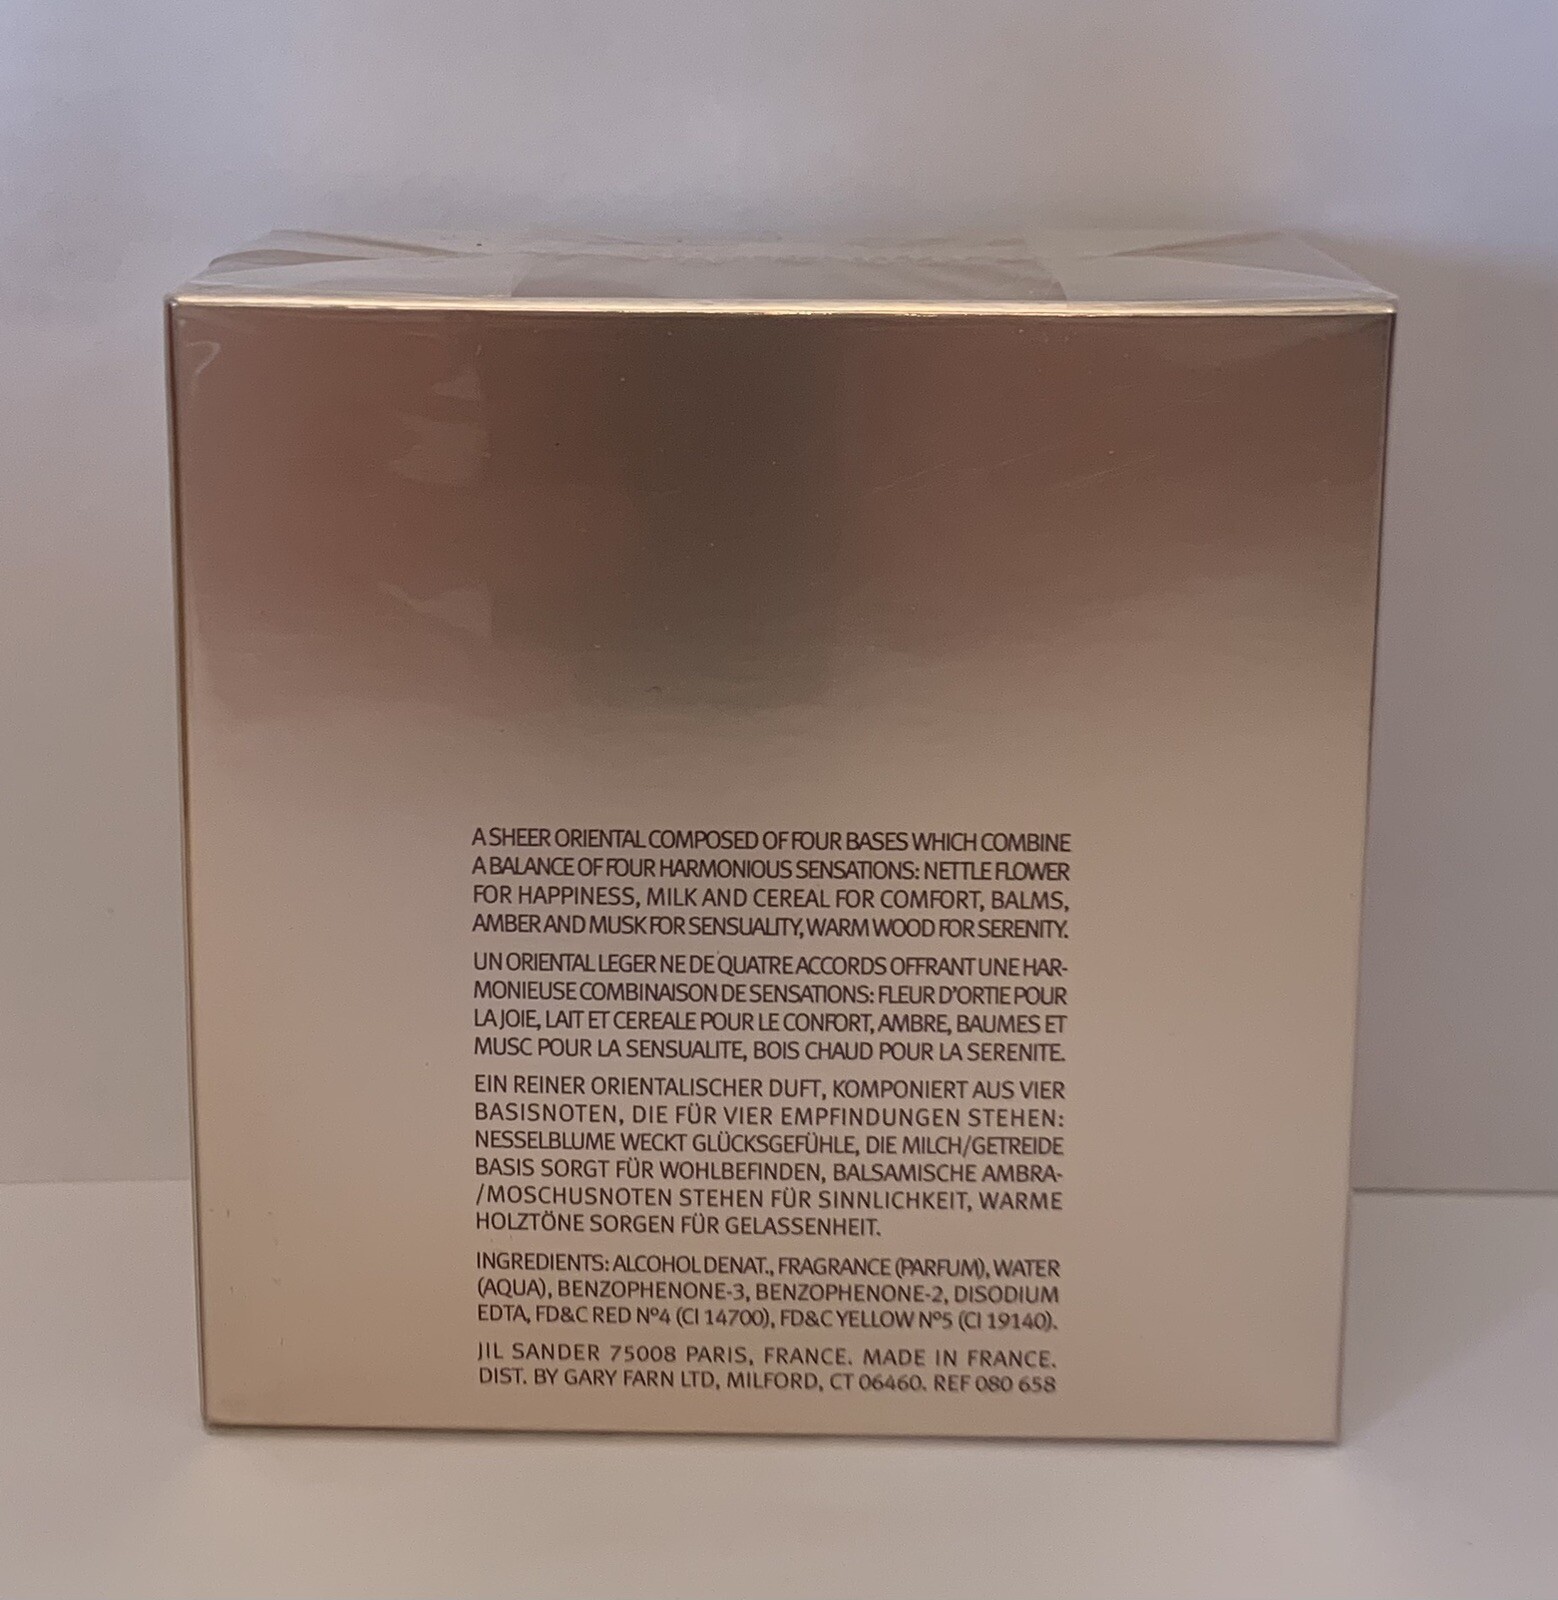 A SHEER ORIENTAL COMPOSED OF FOUR BASES WHICH COMBINE
A BALANCE OF FOUR HARMONIOUS SENSATIONS: NETTLE FLOWER
FOR HAPPINESS, MILK AND CEREAL FOR COMFORT, BALMS,
AMBER AND MUSK FOR SENSUALITY, WARM WOOD FOR SERENITY.
UN ORIENTAL LEGER NE DE QUATRE ACCORDS OFFRANT UNE HAR-
MONIEUSE COMBINAISON DE SENSATIONS: FLEUR D'ORTIE POUR
LA JOIE, LAIT ET CEREALE POUR LE CONFORT, AMBRE, BAUMES ET
MUSC POUR LA SENSUALITE, BOIS CHAUD POUR LA SERENITE.
EIN REINER ORIENTALISCHER DUFT, KOMPONIERT AUS VIER
BASISNOTEN, DIE FÜR VIER EMPFINDUNGEN STEHEN:
NESSELBLUME WECKT GLÜCKSGEFÜHLE, DIE MILCH/GETREIDE
BASIS SORGT FÜR WOHLBEFINDEN, BALSAMISCHE AMBRA-
/MOSCHUSNOTEN STEHEN FÜR SINNLICHKEIT, WARME
HOLZTÖNE SORGEN FÜR GELASSENHEIT.
INGREDIENTS: ALCOHOL DENAT., FRAGRANCE (PARFUM), WATER
(AQUA), BENZOPHENONE-3, BENZOPHENONE-2, DISODIUM
EDTA, FD&C RED Nº4 (CI 14700), FD&C YELLOW Nº5 (CI 19140).
JIL SANDER 75008 PARIS, FRANCE. MADE IN FRANCE.
DIST. BY GARY FARN LTD, MILFORD, CT 06460. REF 080 658